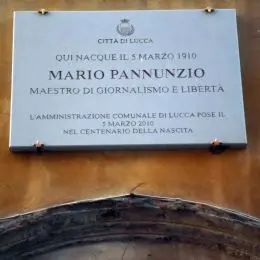 CITTÀ DI LUCCA
QUI NACQUE IL 5 MARZO 1910
MARIO PANNUNZIO
MAESTRO DI GIORNALISMO E LIBERTÀ
L'AMMINISTRAZIONE COMUNALE DI LUCCA POSE IL
5 MARZO 2010
NEL CENTENARIO DELLA NASCITA